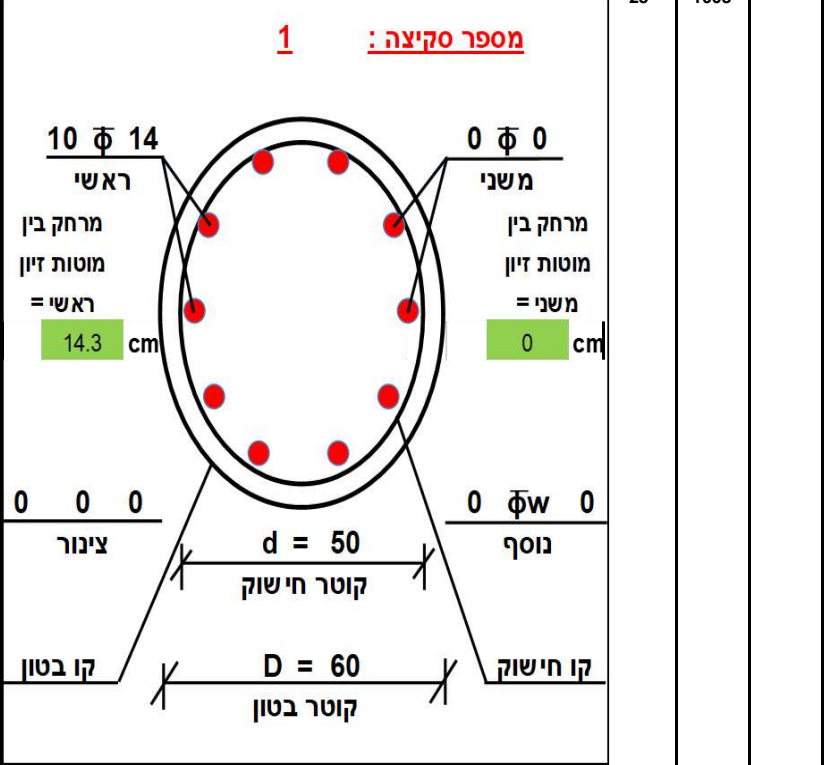 מספר סקיצה : 1
10 ф 14
ראשי
מרחק בין
מוטות זיון
ראשי =
14.3 cm
0 ф 0
משני
מרחק בין
מוטות זיון
משני =
0 cm
0 0 0
צינור
0 фw 0
נוסף
d = 50
קוטר חישוק
קו בטון
D = 60
קוטר בטון
קו חישוק